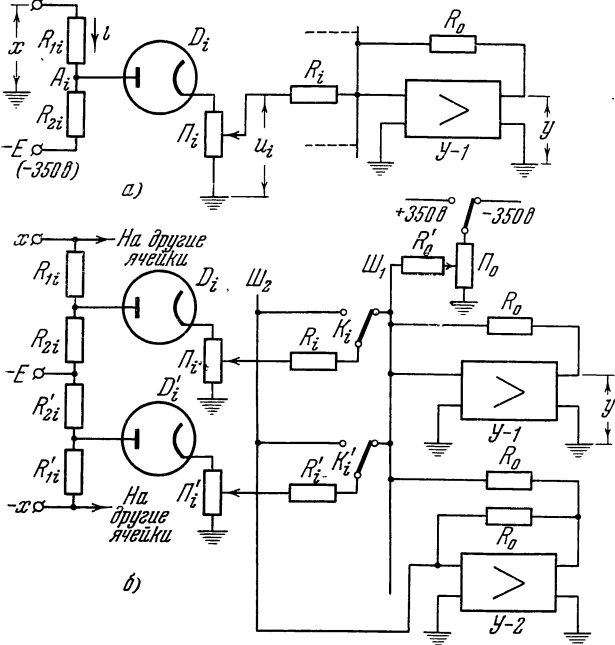 x
R₁ᵢ
l
Aᵢ
R₂ᵢ
−E
(−350в)
Dᵢ
Пᵢ
uᵢ
Rᵢ
R₀
У-1
y
а)
x
На другие
ячейки
R₁ᵢ
R₂ᵢ
−E
R′₂ᵢ
R′₁ᵢ
−x
На
другие
ячейки
Dᵢ
Пᵢ
D′ᵢ
П′ᵢ
Ш₂
Ш₁
Rᵢ
Kᵢ
R′ᵢ
K′ᵢ
+350в
−350в
R′₀
П₀
R₀
У-1
y
R₀
R₀
У-2
б)